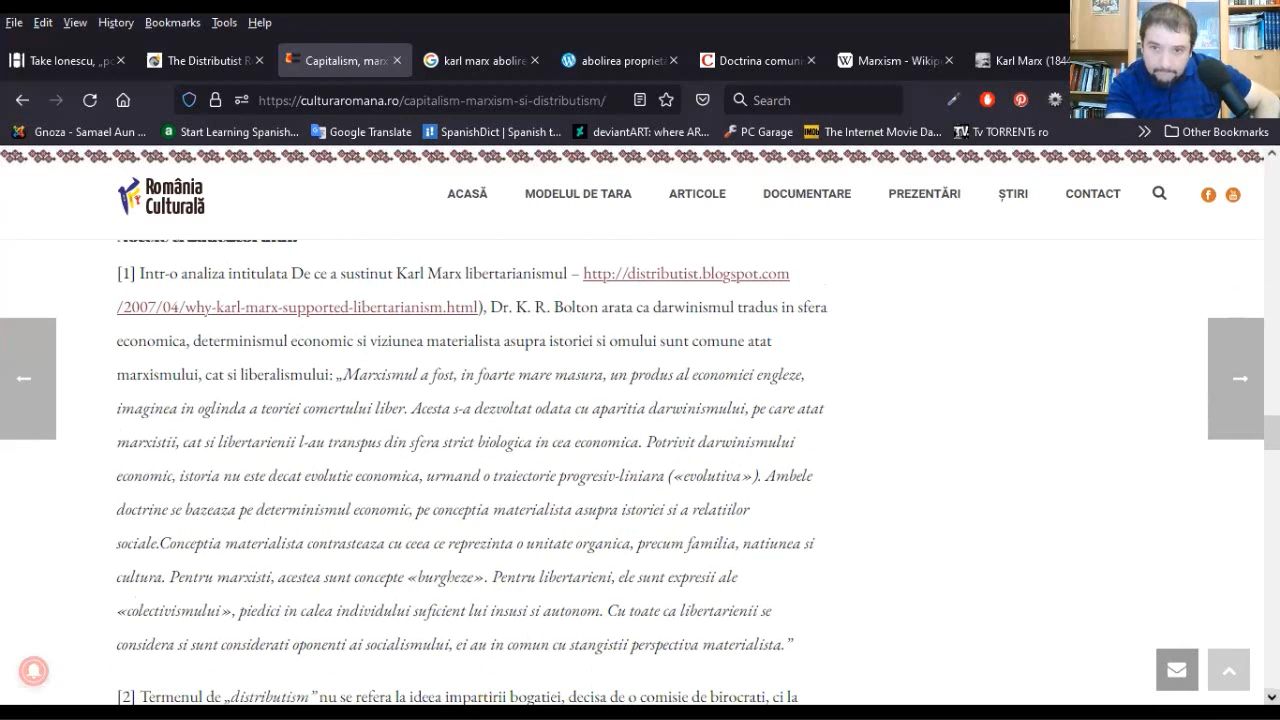 File Edit View History Bookmarks Tools Help
Take Ionescu, „po
The Distributist R
Capitalism, marx
karl marx abolire
abolirea propriet
Doctrina comun
Marxism - Wikip
Karl Marx (184
https://culturaromana.ro/capitalism-marxism-si-distributism/
Search
Gnoza - Samael Aun ...
Start Learning Spanish...
Google Translate
SpanishDict | Spanish t...
deviantART: where AR...
PC Garage
The Internet Movie Da...
Tv TORRENTs ro
Other Bookmarks
România
Culturală
ACASĂ MODELUL DE TARA ARTICOLE DOCUMENTARE PREZENTĂRI ȘTIRI CONTACT
[1] Intr-o analiza intitulata De ce a sustinut Karl Marx libertarianismul – http://distributist.blogspot.com
/2007/04/why-karl-marx-supported-libertarianism.html), Dr. K. R. Bolton arata ca darwinismul tradus in sfera
economica, determinismul economic si viziunea materialista asupra istoriei si omului sunt comune atat
marxismului, cat si liberalismului: „Marxismul a fost, in foarte mare masura, un produs al economiei engleze,
imaginea in oglinda a teoriei comertului liber. Acesta s-a dezvoltat odata cu aparitia darwinismului, pe care atat
marxistii, cat si libertarienii l-au transpus din sfera strict biologica in cea economica. Potrivit darwinismului
economic, istoria nu este decat evolutie economica, urmand o traiectorie progresiv-liniara («evolutiva»). Ambele
doctrine se bazeaza pe determinismul economic, pe conceptia materialista asupra istoriei si a relatiilor
sociale.Conceptia materialista contrasteaza cu ceea ce reprezinta o unitate organica, precum familia, natiunea si
cultura. Pentru marxisti, acestea sunt concepte «burgheze». Pentru libertarieni, ele sunt expresii ale
«colectivismului», piedici in calea individului suficient lui insusi si autonom. Cu toate ca libertarienii se
considera si sunt considerati oponenti ai socialismului, ei au in comun cu stangistii perspectiva materialista.”
[2] Termenul de „distributism” nu se refera la ideea impartirii bogatiei, decisa de o comisie de birocrati, ci la